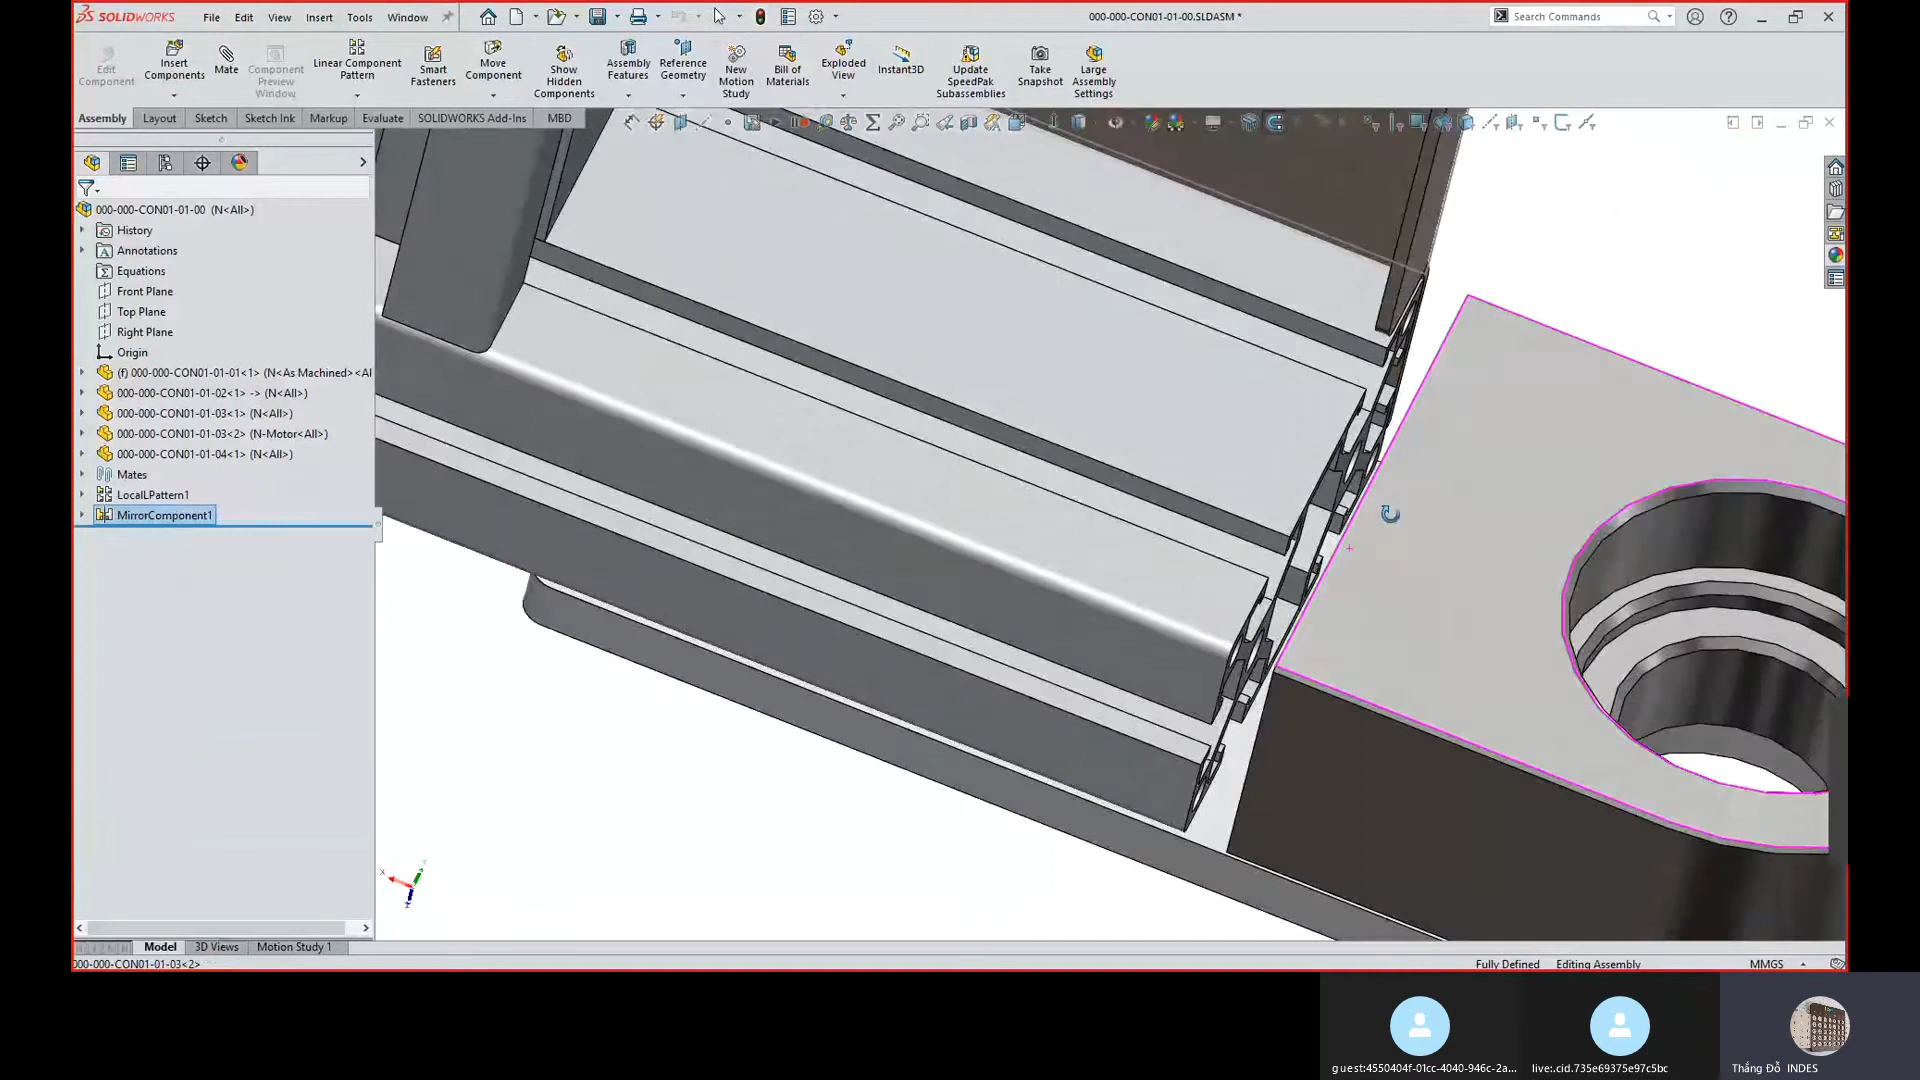 SOLIDWORKS File Edit View Insert Tools Window 000-000-CON01-01-00.SLDASM * Search Commands
Edit Component
Insert Components
Mate
Component Preview Window
Linear Component Pattern
Smart Fasteners
Move Component
Show Hidden Components
Assembly Features
Reference Geometry
New Motion Study
Bill of Materials
Exploded View
Instant3D
Update SpeedPak Subassemblies
Take Snapshot
Large Assembly Settings
Assembly Layout Sketch Sketch Ink Markup Evaluate SOLIDWORKS Add-Ins MBD
000-000-CON01-01-00 (N<All>)
History
Annotations
Equations
Front Plane
Top Plane
Right Plane
Origin
(f) 000-000-CON01-01-01<1> (N<As Machined><Al
000-000-CON01-01-02<1> -> (N<All>)
000-000-CON01-01-03<1> (N<All>)
000-000-CON01-01-03<2> (N-Motor<All>)
000-000-CON01-01-04<1> (N<All>)
Mates
LocalLPattern1
MirrorComponent1
Model 3D Views Motion Study 1
000-000-CON01-01-03<2> Fully Defined Editing Assembly MMGS
guest:4550404f-01cc-4040-946c-2a... live:.cid.735e69375e97c5bc Thắng Đỗ INDES